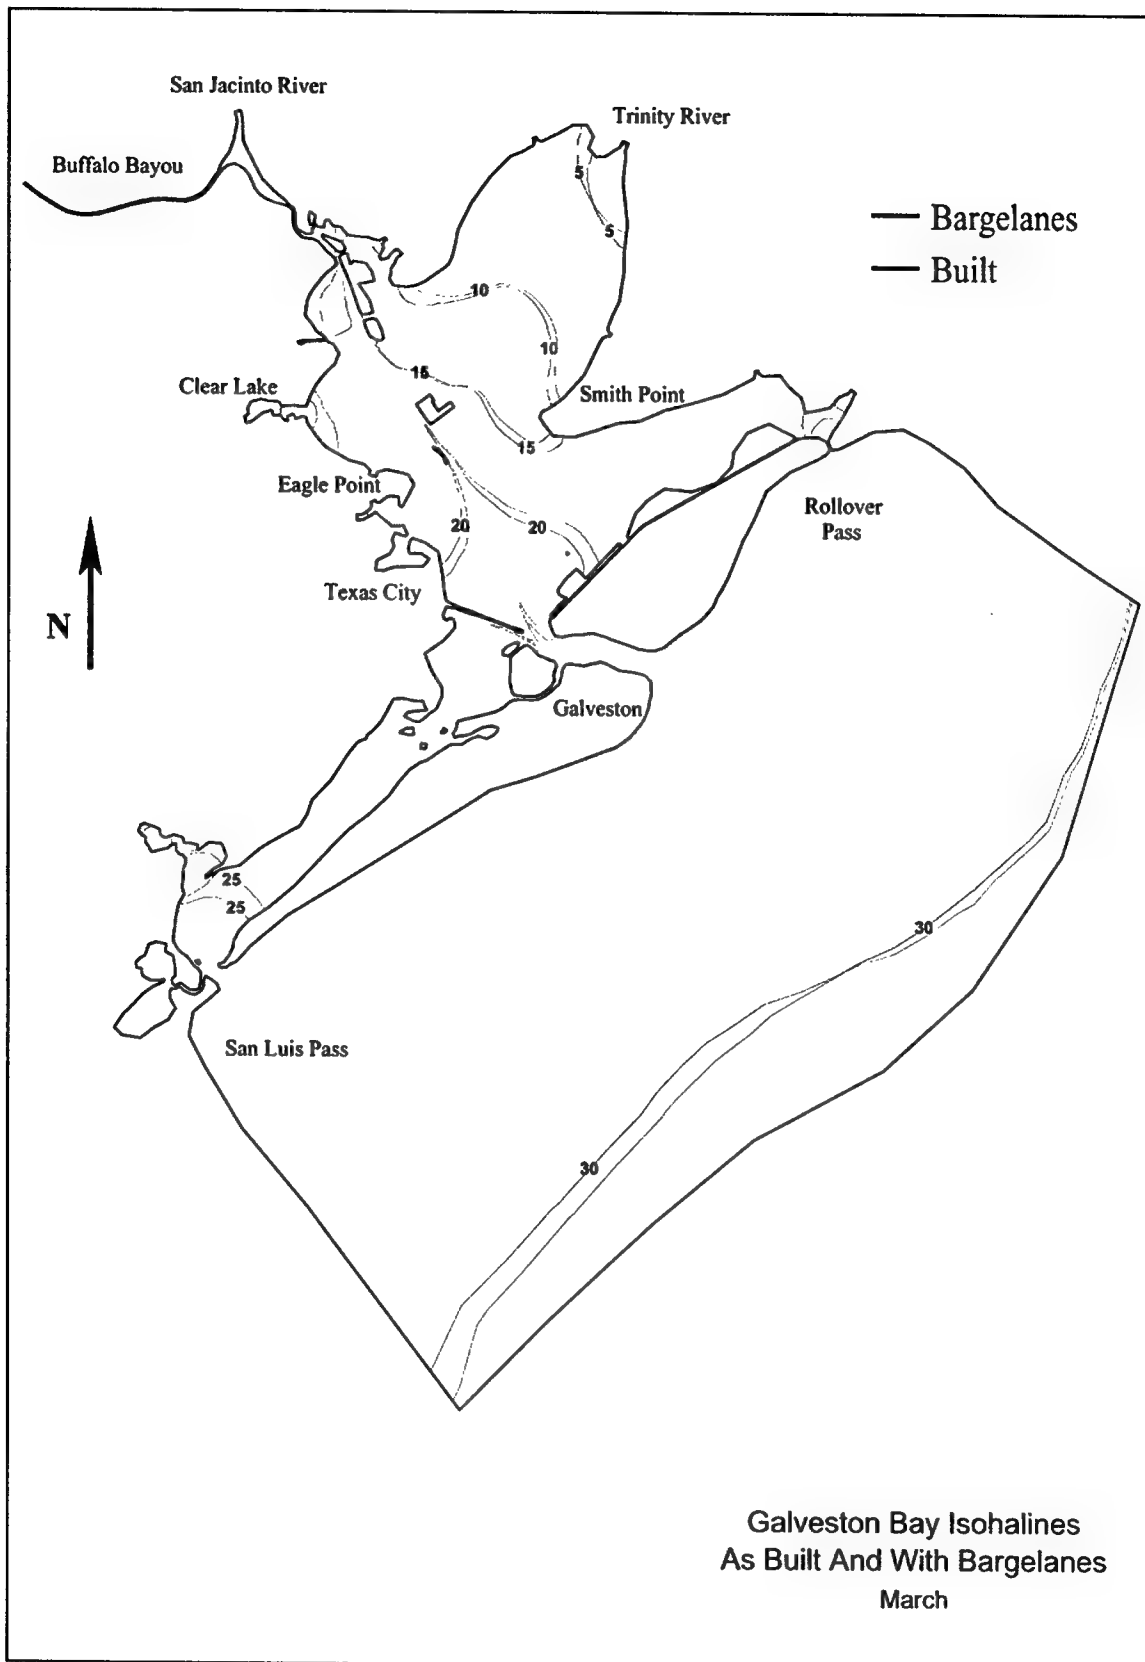 San Jacinto River
Trinity River
Buffalo Bayou
Bargelanes
Built
5
5
10
10
15
Clear Lake
Smith Point
15
Eagle Point
20
20
Rollover
Pass
Texas City
N
Galveston
25
25
30
San Luis Pass
30
Galveston Bay Isohalines
As Built And With Bargelanes
March